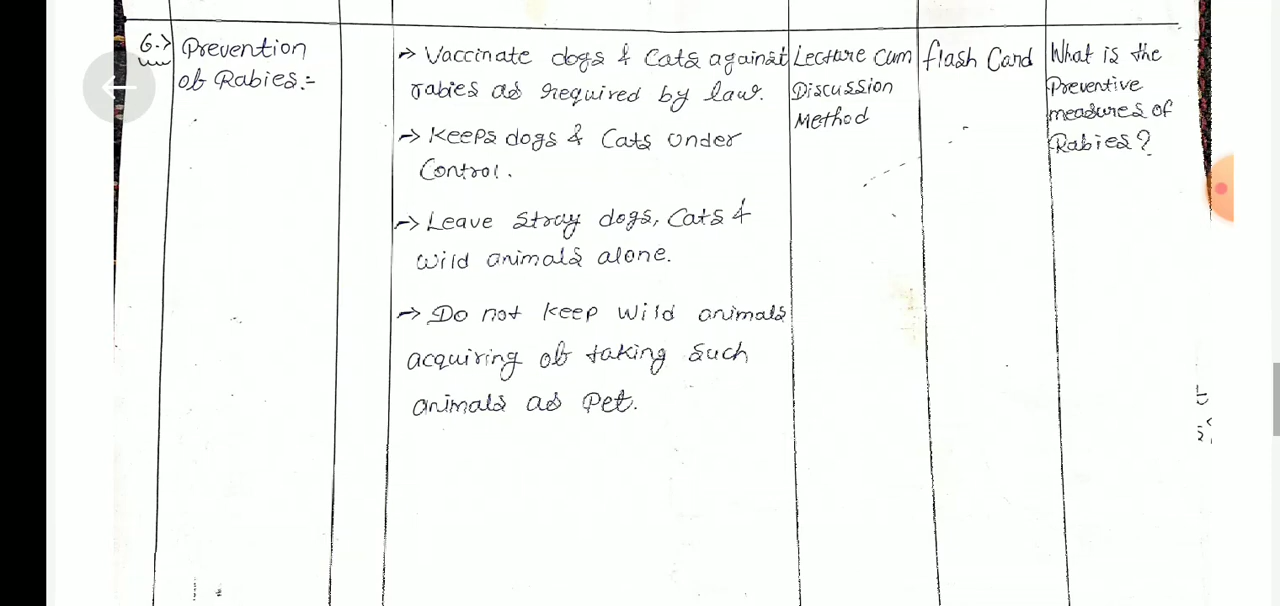 6.>
Prevention
of Rabies:-
-> Vaccinate dogs & Cats against
rabies as required by law.
-> Keeps dogs & Cats Under
Control.
-> Leave Stray dogs, Cats &
wild animals alone.
-> Do not keep wild animals
acquiring of taking Such
animals as Pet.
Lecture cum
Discussion
Method
flash Card
What is the
Preventive
measures of
Rabies?